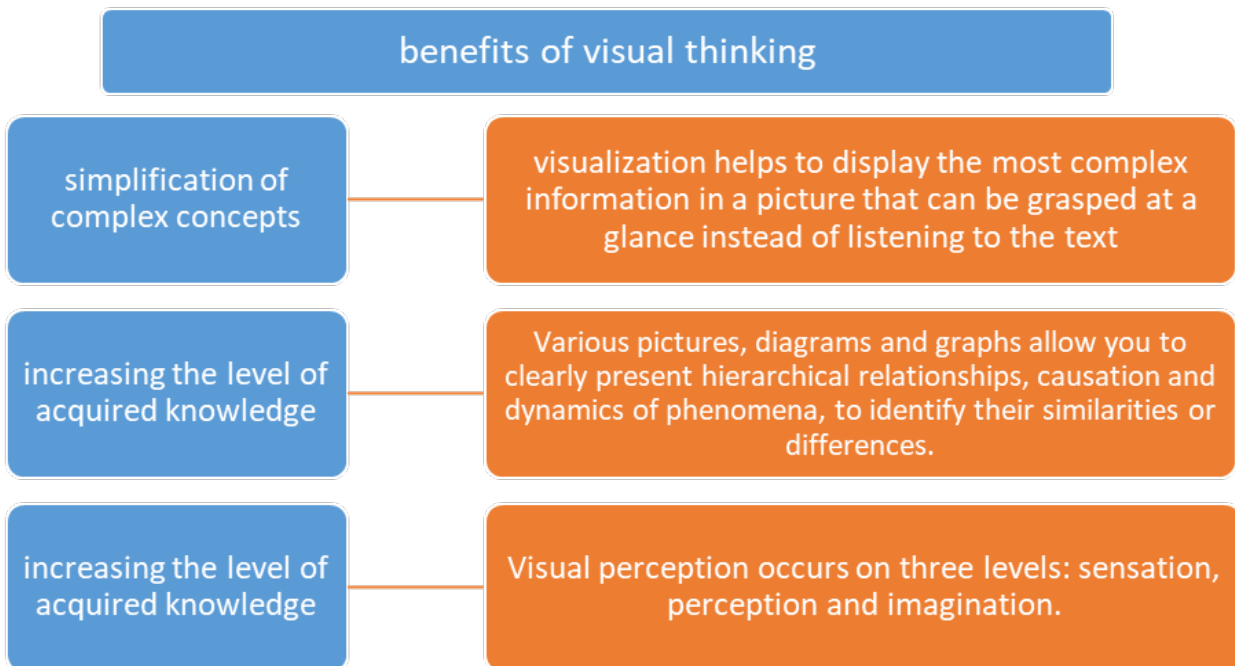 benefits of visual thinking
simplification of
complex concepts
visualization helps to display the most complex
information in a picture that can be grasped at a
glance instead of listening to the text
increasing the level of
acquired knowledge
Various pictures, diagrams and graphs allow you to
clearly present hierarchical relationships, causation and
dynamics of phenomena, to identify their similarities or
differences.
increasing the level of
acquired knowledge
Visual perception occurs on three levels: sensation,
perception and imagination.